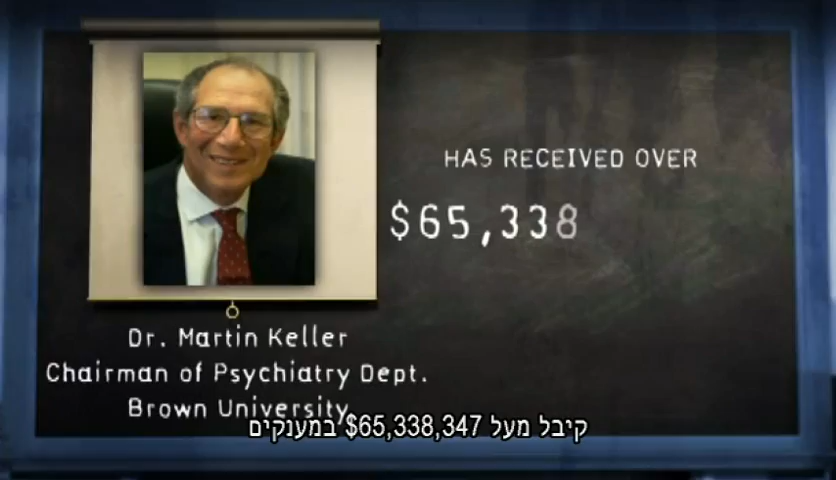 HAS RECEIVED OVER
$65,338
Dr. Martin Keller
Chairman of Psychiatry Dept.
Brown University
קיבל מעל 65,338,347$ במענקים